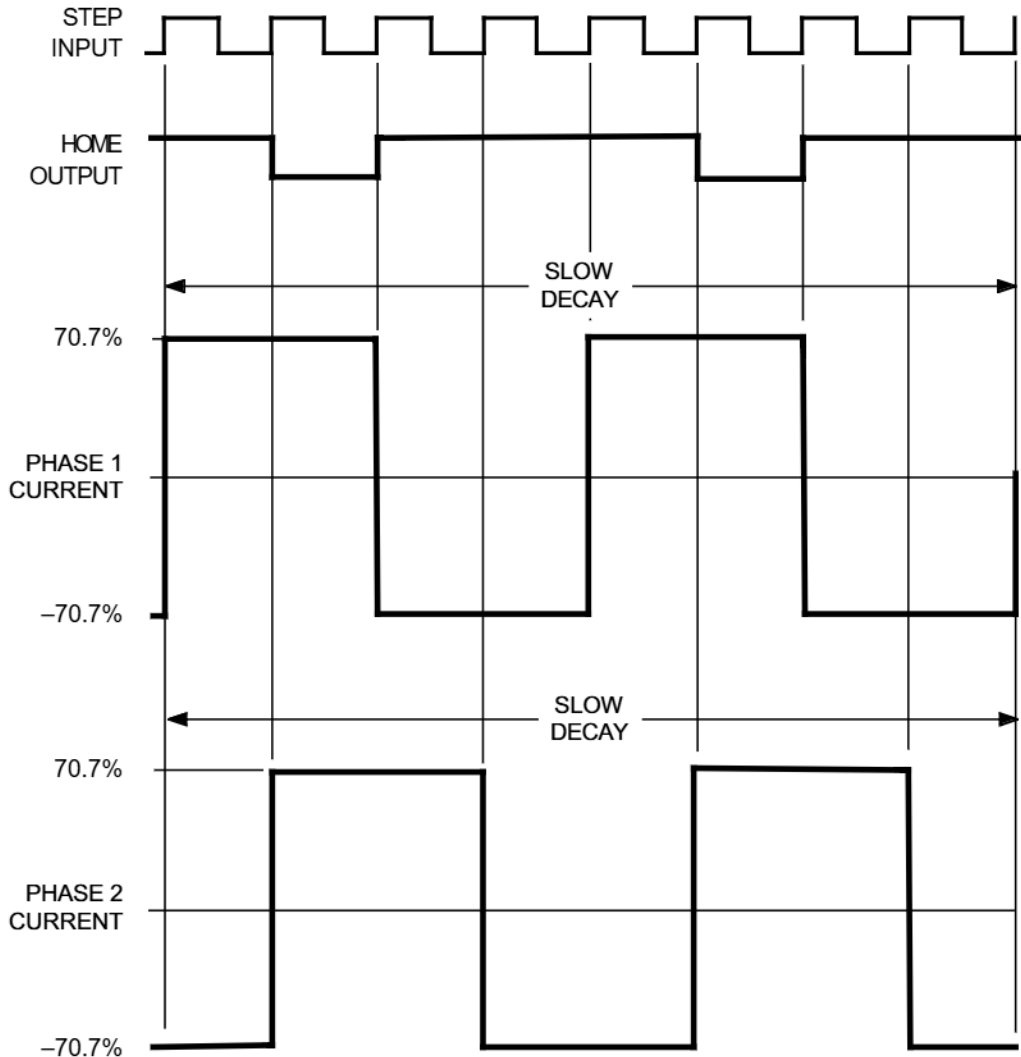 STEP
INPUT
HOME
OUTPUT
SLOW
DECAY
70.7%
PHASE 1
CURRENT
–70.7%
SLOW
DECAY
70.7%
PHASE 2
CURRENT
–70.7%